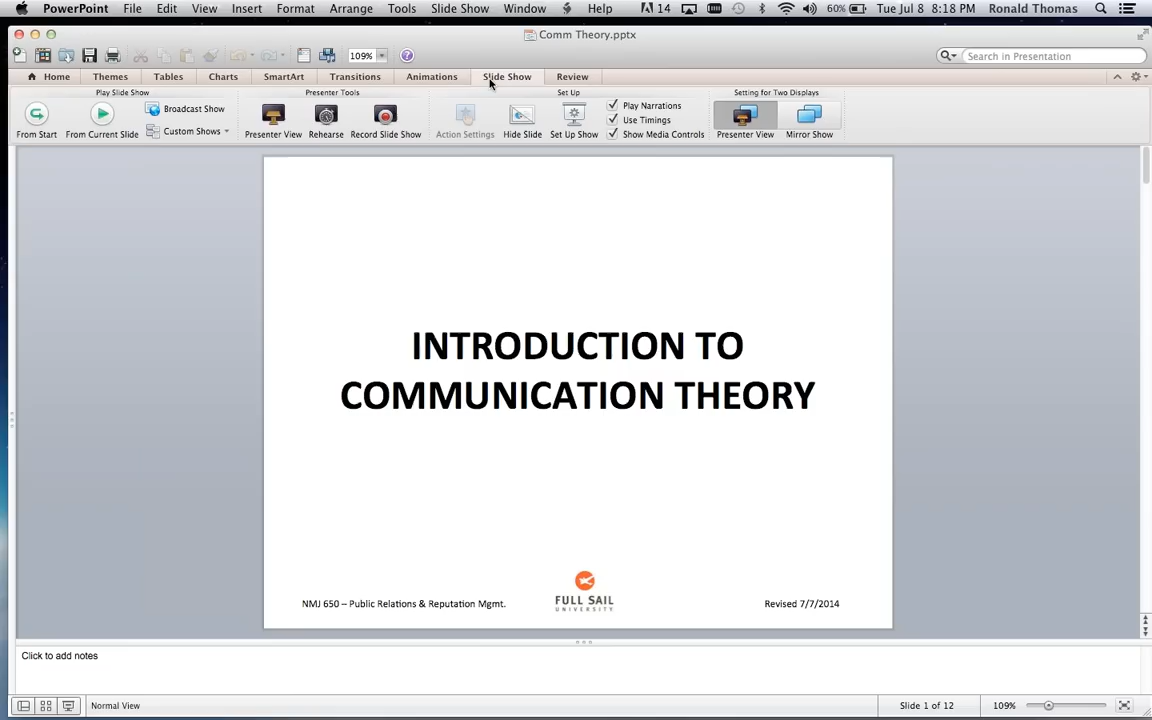 PowerPoint File Edit View Insert Format Arrange Tools Slide Show Window Help 14 60% Tue Jul 8 8:18 PM Ronald Thomas
Comm Theory.pptx
109% Search in Presentation
Home Themes Tables Charts SmartArt Transitions Animations Slide Show Review
Play Slide Show Presenter Tools Set Up Setting for Two Displays
Broadcast Show Play Narrations
Use Timings
Custom Shows
From Start From Current Slide Presenter View Rehearse Record Slide Show Action Settings Hide Slide Set Up Show Show Media Controls Presenter View Mirror Show
INTRODUCTION TO
COMMUNICATION THEORY
FULL SAIL
UNIVERSITY
NMJ 650 – Public Relations & Reputation Mgmt. Revised 7/7/2014
Click to add notes
Normal View Slide 1 of 12 109%